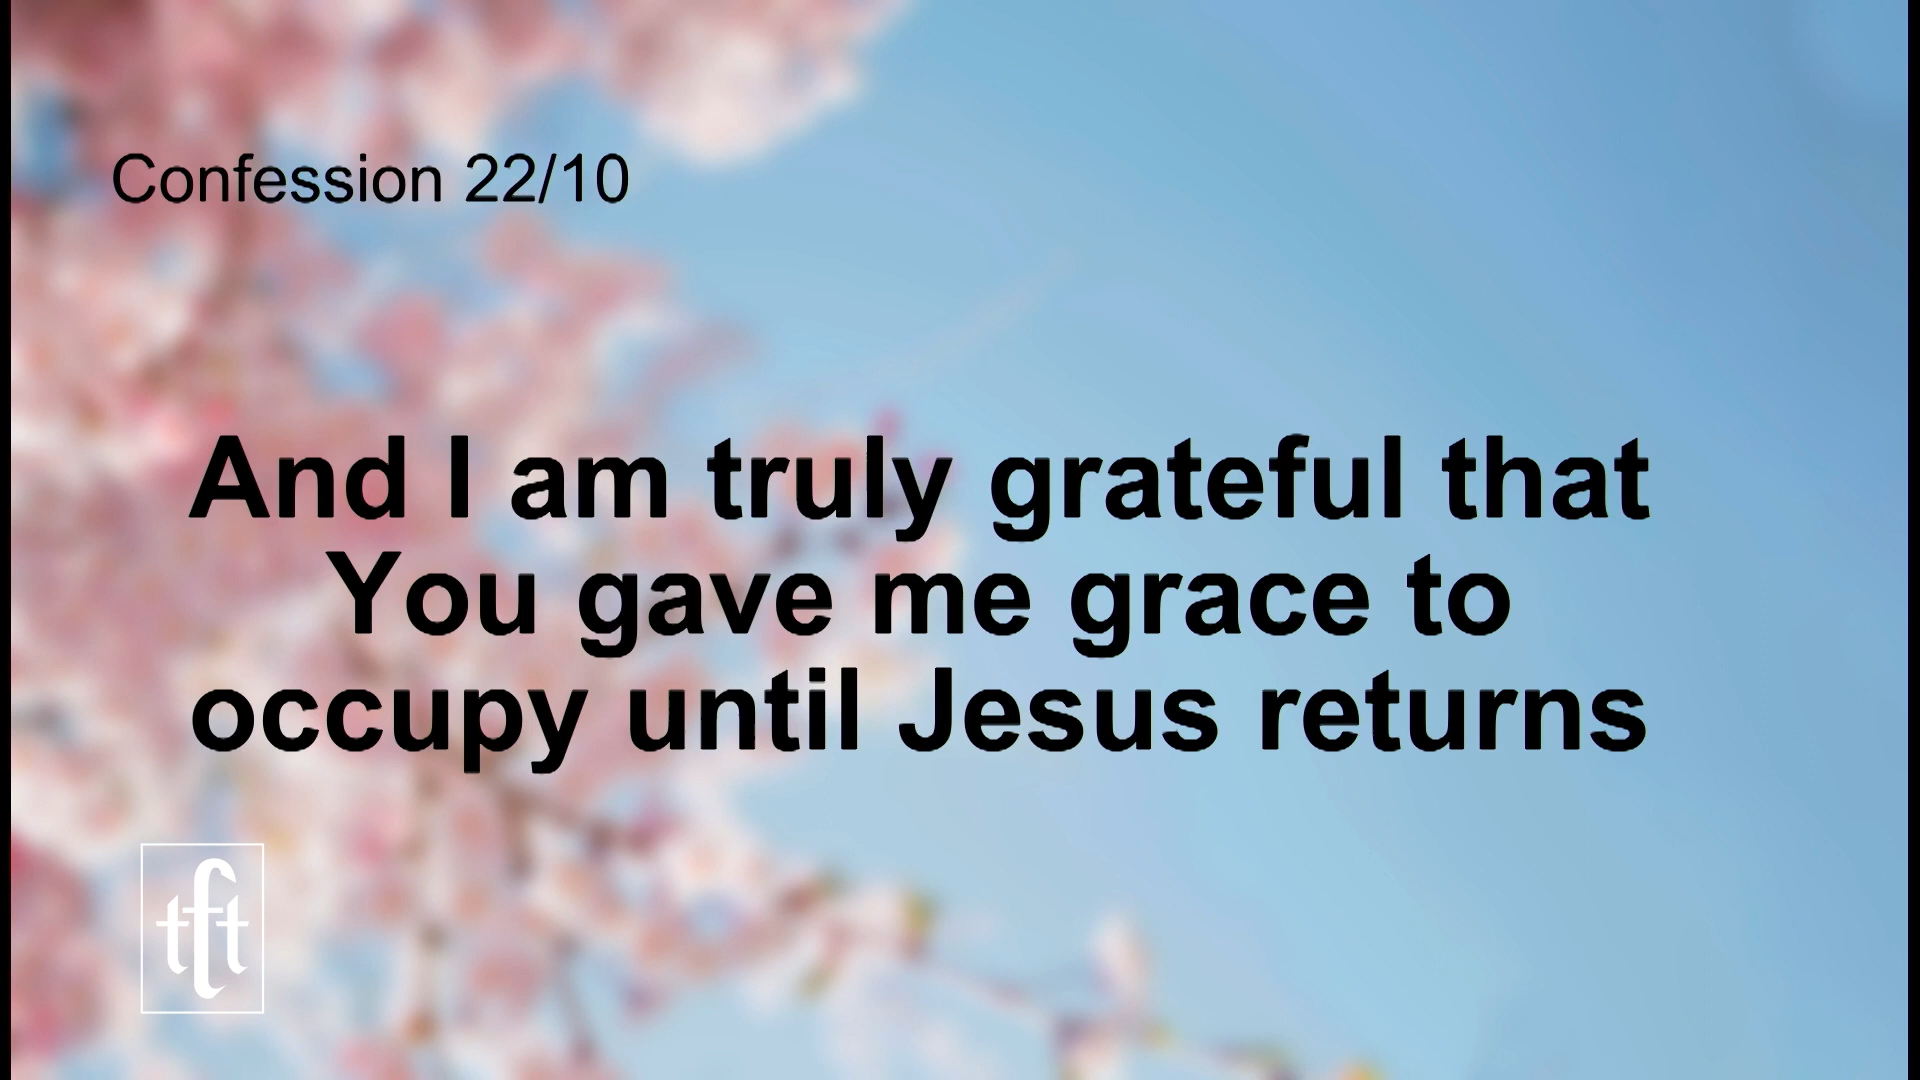 Confession 22/10
And I am truly grateful that
You gave me grace to
occupy until Jesus returns
tft